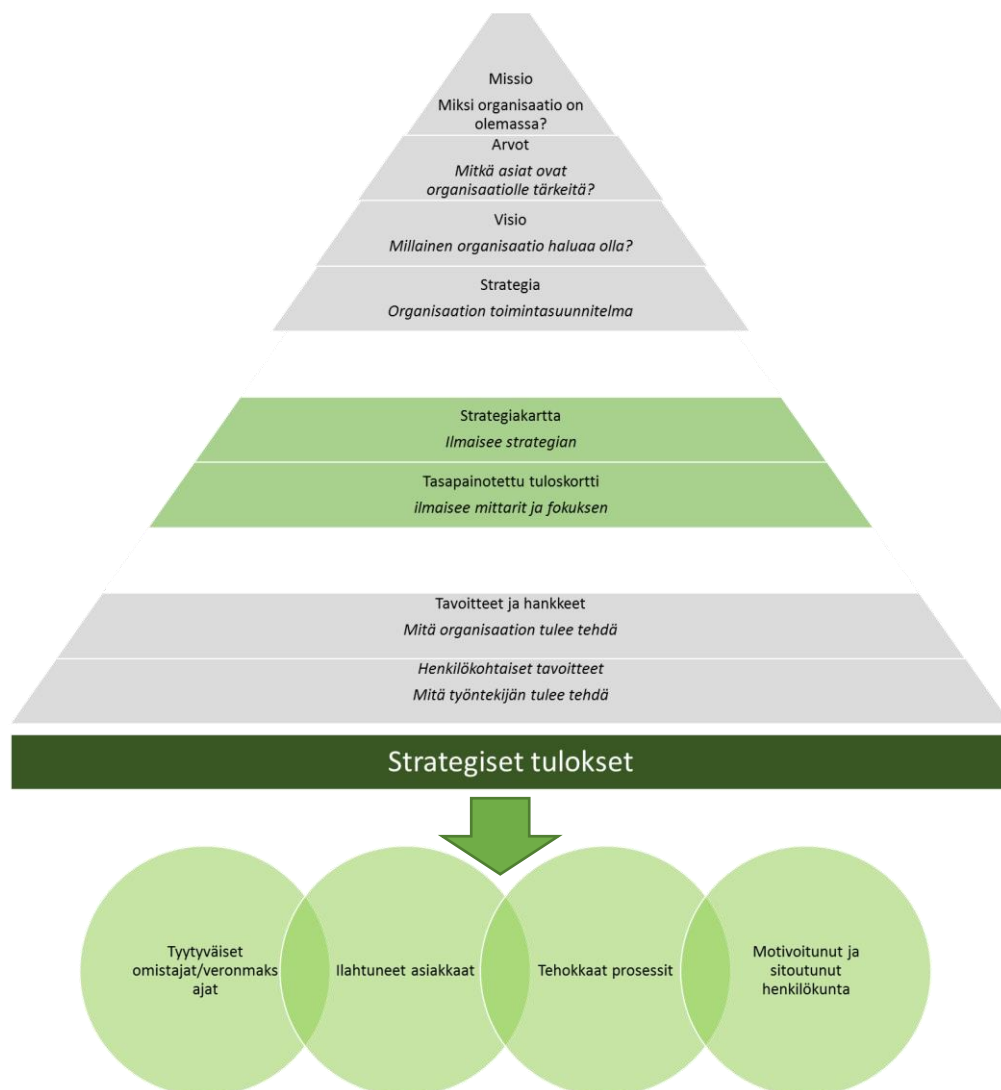 Missio
Miksi organisaatio on
olemassa?
Arvot
Mitkä asiat ovat
organisaatiolle tärkeitä?
Visio
Millainen organisaatio haluaa olla?
Strategia
Organisaation toimintasuunnitelma
Strategiakartta
Ilmaisee strategian
Tasapainotettu tuloskortti
ilmaisee mittarit ja fokuksen
Tavoitteet ja hankkeet
Mitä organisaation tulee tehdä
Henkilökohtaiset tavoitteet
Mitä työntekijän tulee tehdä
Strategiset tulokset
Tyytyväiset
omistajat/veronmaks
ajat
Ilahtuneet asiakkaat
Tehokkaat prosessit
Motivoitunut ja
sitoutunut
henkilökunta